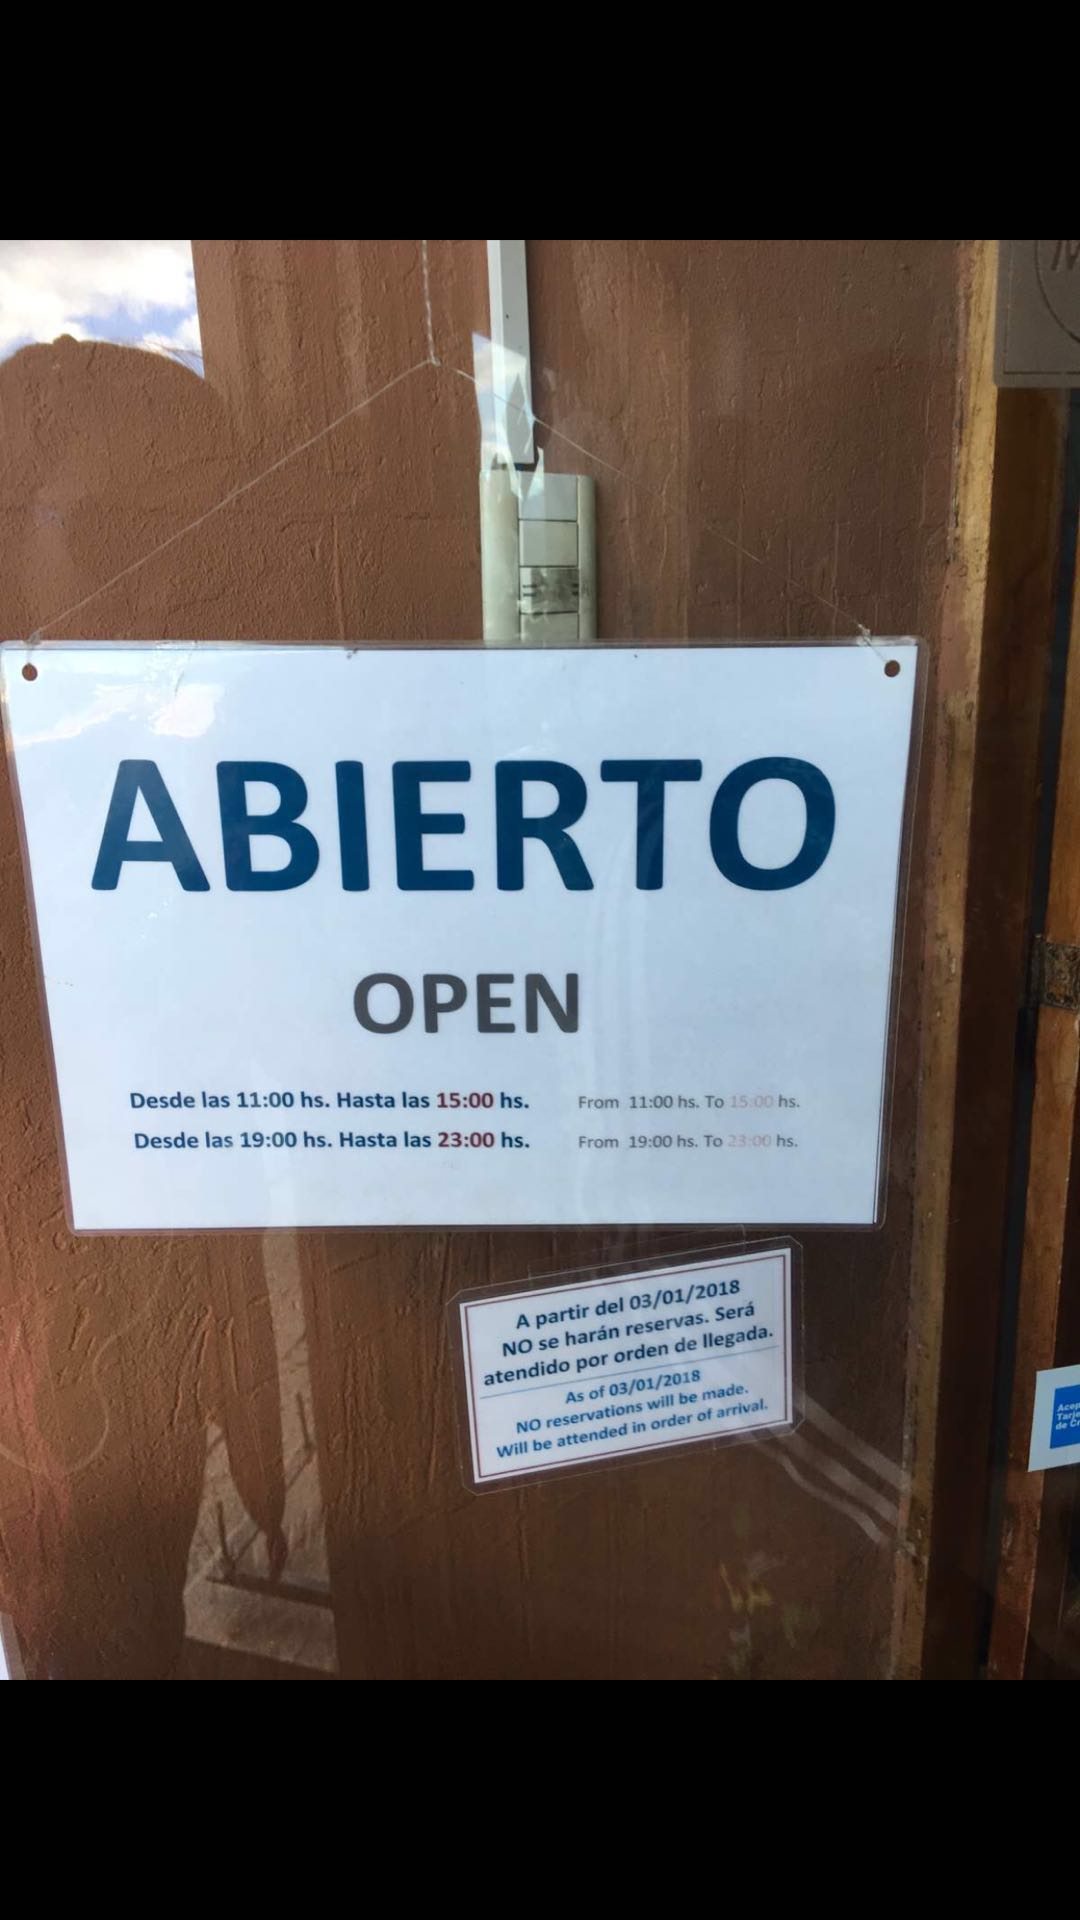 ABIERTO
OPEN
Desde las 11:00 hs. Hasta las 15:00 hs. From 11:00 hs. To 15:00 hs.
Desde las 19:00 hs. Hasta las 23:00 hs. From 19:00 hs. To 23:00 hs.
A partir del 03/01/2018
NO se harán reservas. Será
atendido por orden de llegada.
As of 03/01/2018
NO reservations will be made.
Will be attended in order of arrival.